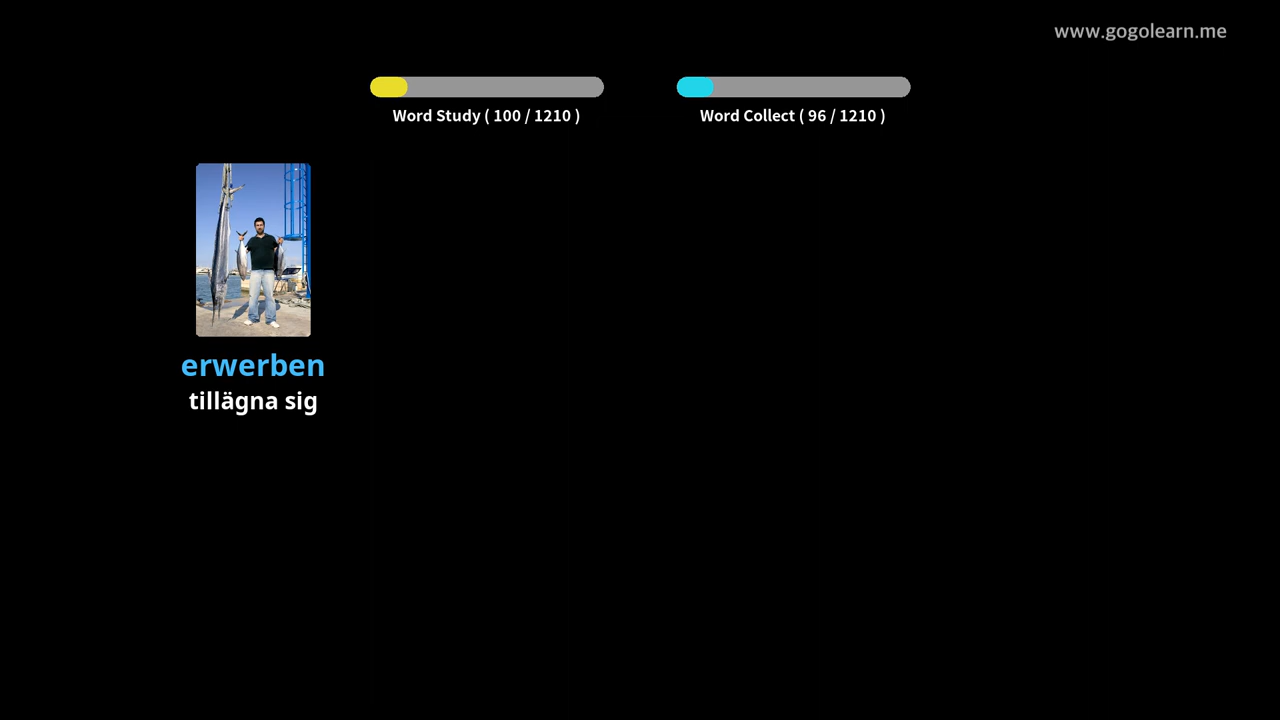 www.gogolearn.me
Word Study ( 100 / 1210 )
Word Collect ( 96 / 1210 )
erwerben
tillägna sig